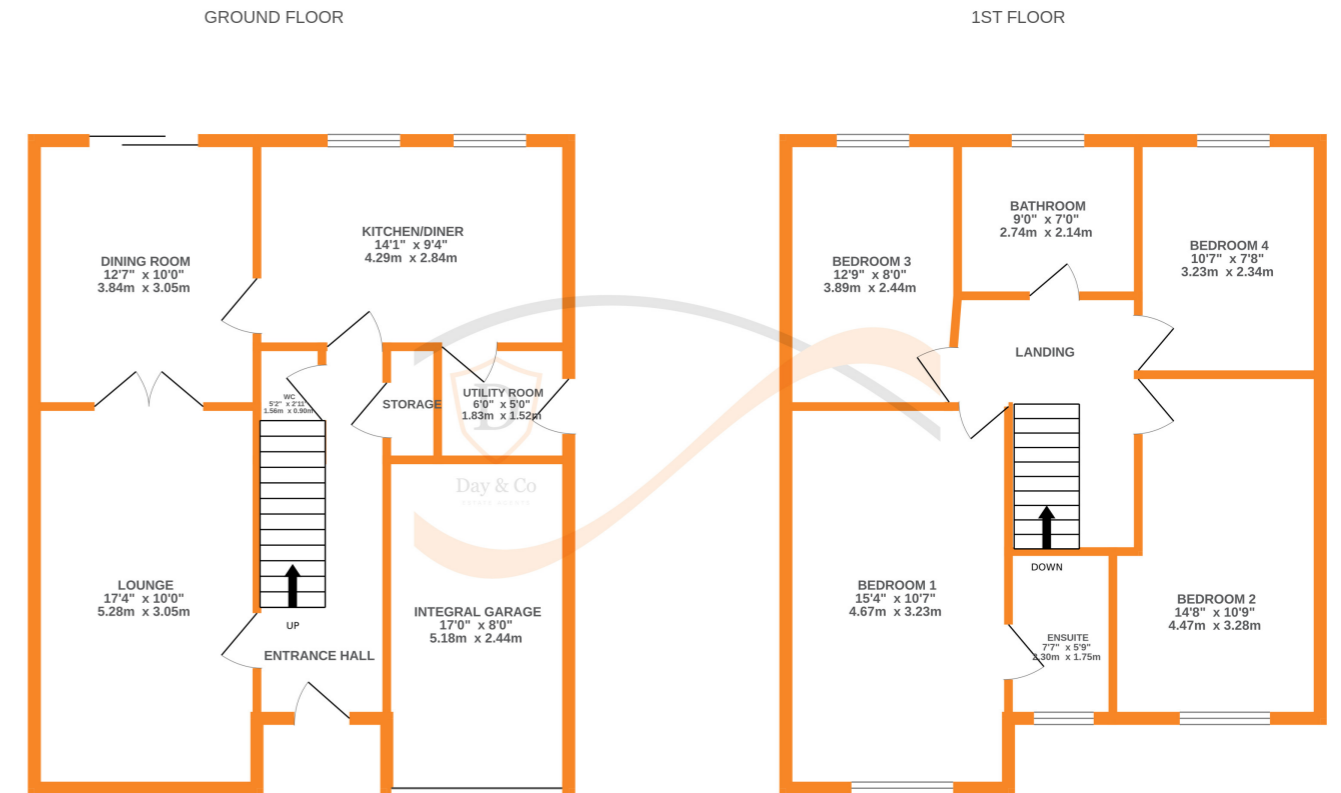 GROUND FLOOR
1ST FLOOR
DINING ROOM
12'7" x 10'0"
3.84m x 3.05m
KITCHEN/DINER
14'1" x 9'4"
4.29m x 2.84m
WC
5'2" x 2'11"
1.56m x 0.90m
STORAGE
UTILITY ROOM
6'0" x 5'0"
1.83m x 1.52m
D
Day & Co
ESTATE AGENTS
LOUNGE
17'4" x 10'0"
5.28m x 3.05m
UP
ENTRANCE HALL
INTEGRAL GARAGE
17'0" x 8'0"
5.18m x 2.44m
BEDROOM 3
12'9" x 8'0"
3.89m x 2.44m
BATHROOM
9'0" x 7'0"
2.74m x 2.14m
BEDROOM 4
10'7" x 7'8"
3.23m x 2.34m
LANDING
DOWN
BEDROOM 1
15'4" x 10'7"
4.67m x 3.23m
ENSUITE
7'7" x 5'9"
2.30m x 1.75m
BEDROOM 2
14'8" x 10'9"
4.47m x 3.28m